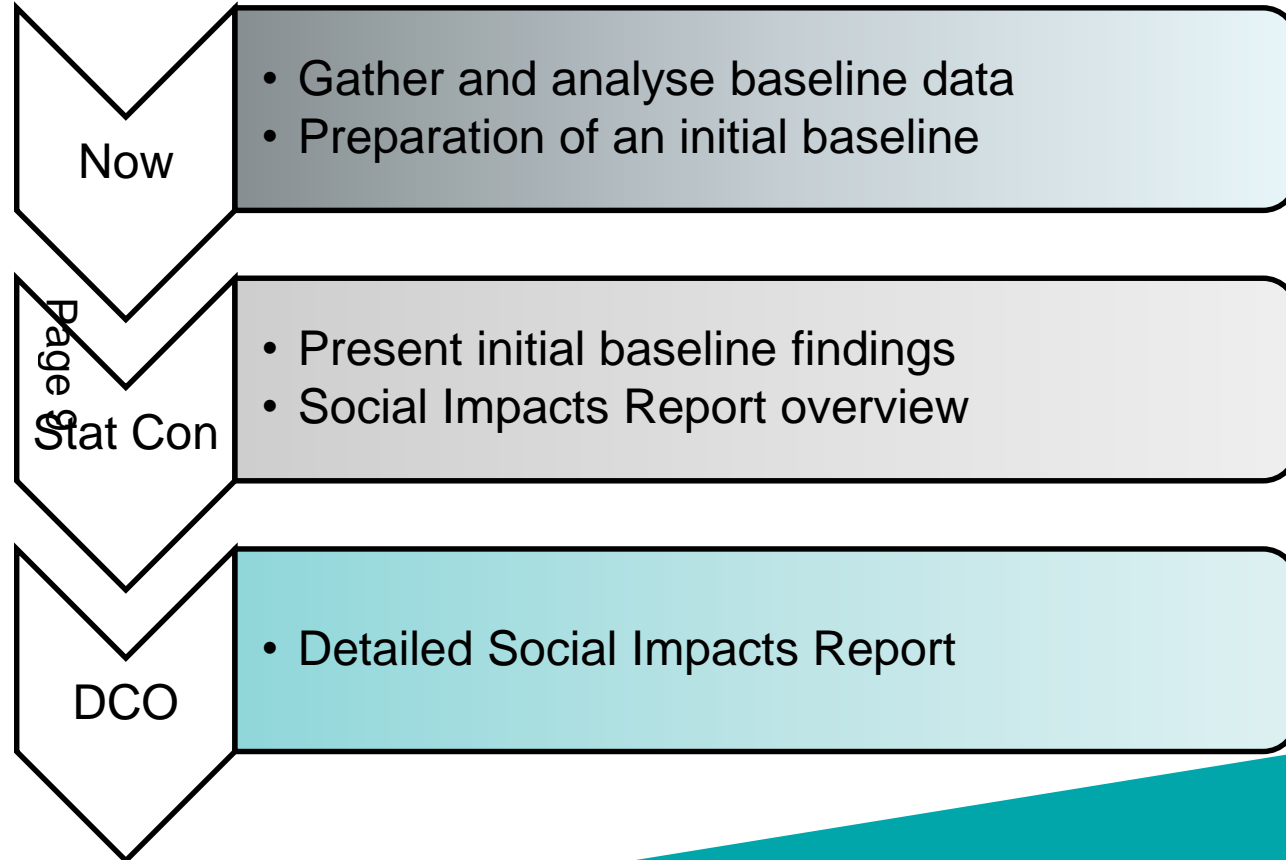 Now
• Gather and analyse baseline data
• Preparation of an initial baseline
Page 9
Stat Con
• Present initial baseline findings
• Social Impacts Report overview
DCO
• Detailed Social Impacts Report